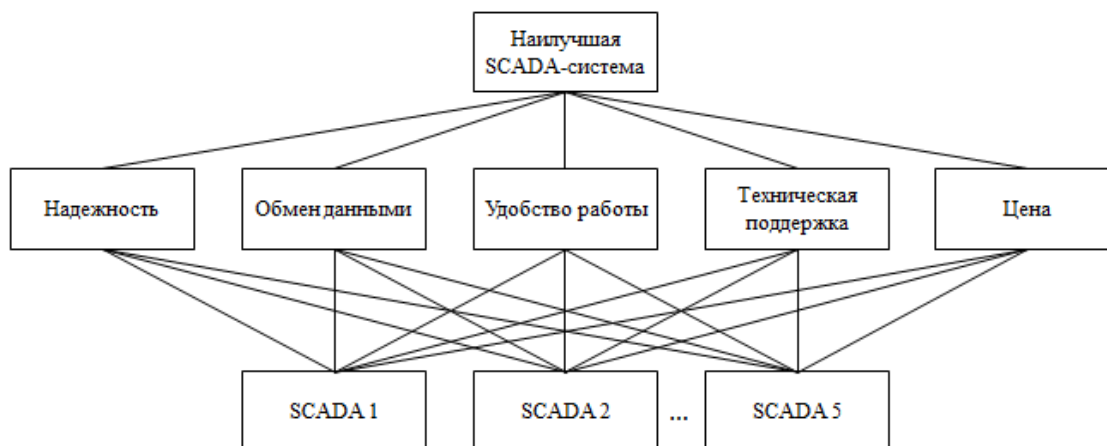 Наилучшая
SCADA-система
Надежность
Обмен данными
Удобство работы
Техническая
поддержка
Цена
SCADA 1
SCADA 2
...
SCADA 5